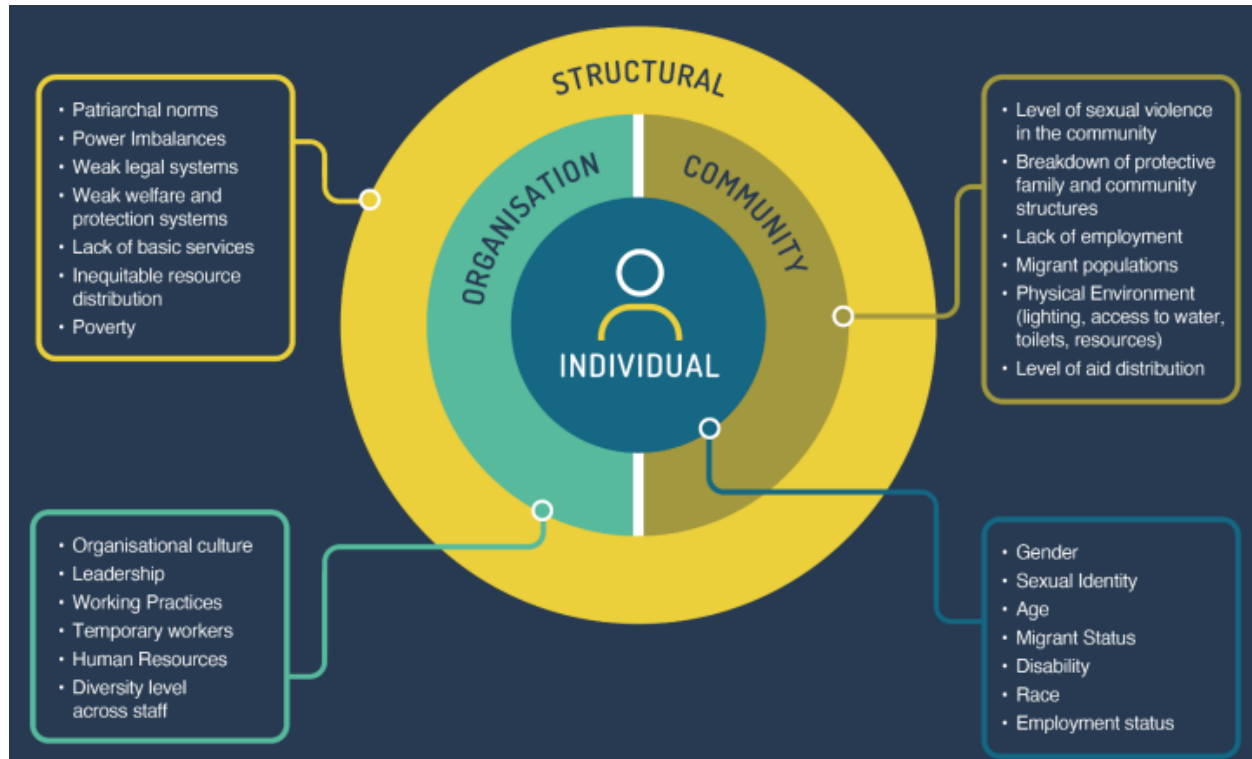 STRUCTURAL
ORGANISATION
COMMUNITY
INDIVIDUAL
• Patriarchal norms
• Power Imbalances
• Weak legal systems
• Weak welfare and
protection systems
• Lack of basic services
• Inequitable resource
distribution
• Poverty
• Level of sexual violence
in the community
• Breakdown of protective
family and community
structures
• Lack of employment
• Migrant populations
• Physical Environment
(lighting, access to water,
toilets, resources)
• Level of aid distribution
• Organisational culture
• Leadership
• Working Practices
• Temporary workers
• Human Resources
• Diversity level
across staff
• Gender
• Sexual Identity
• Age
• Migrant Status
• Disability
• Race
• Employment status